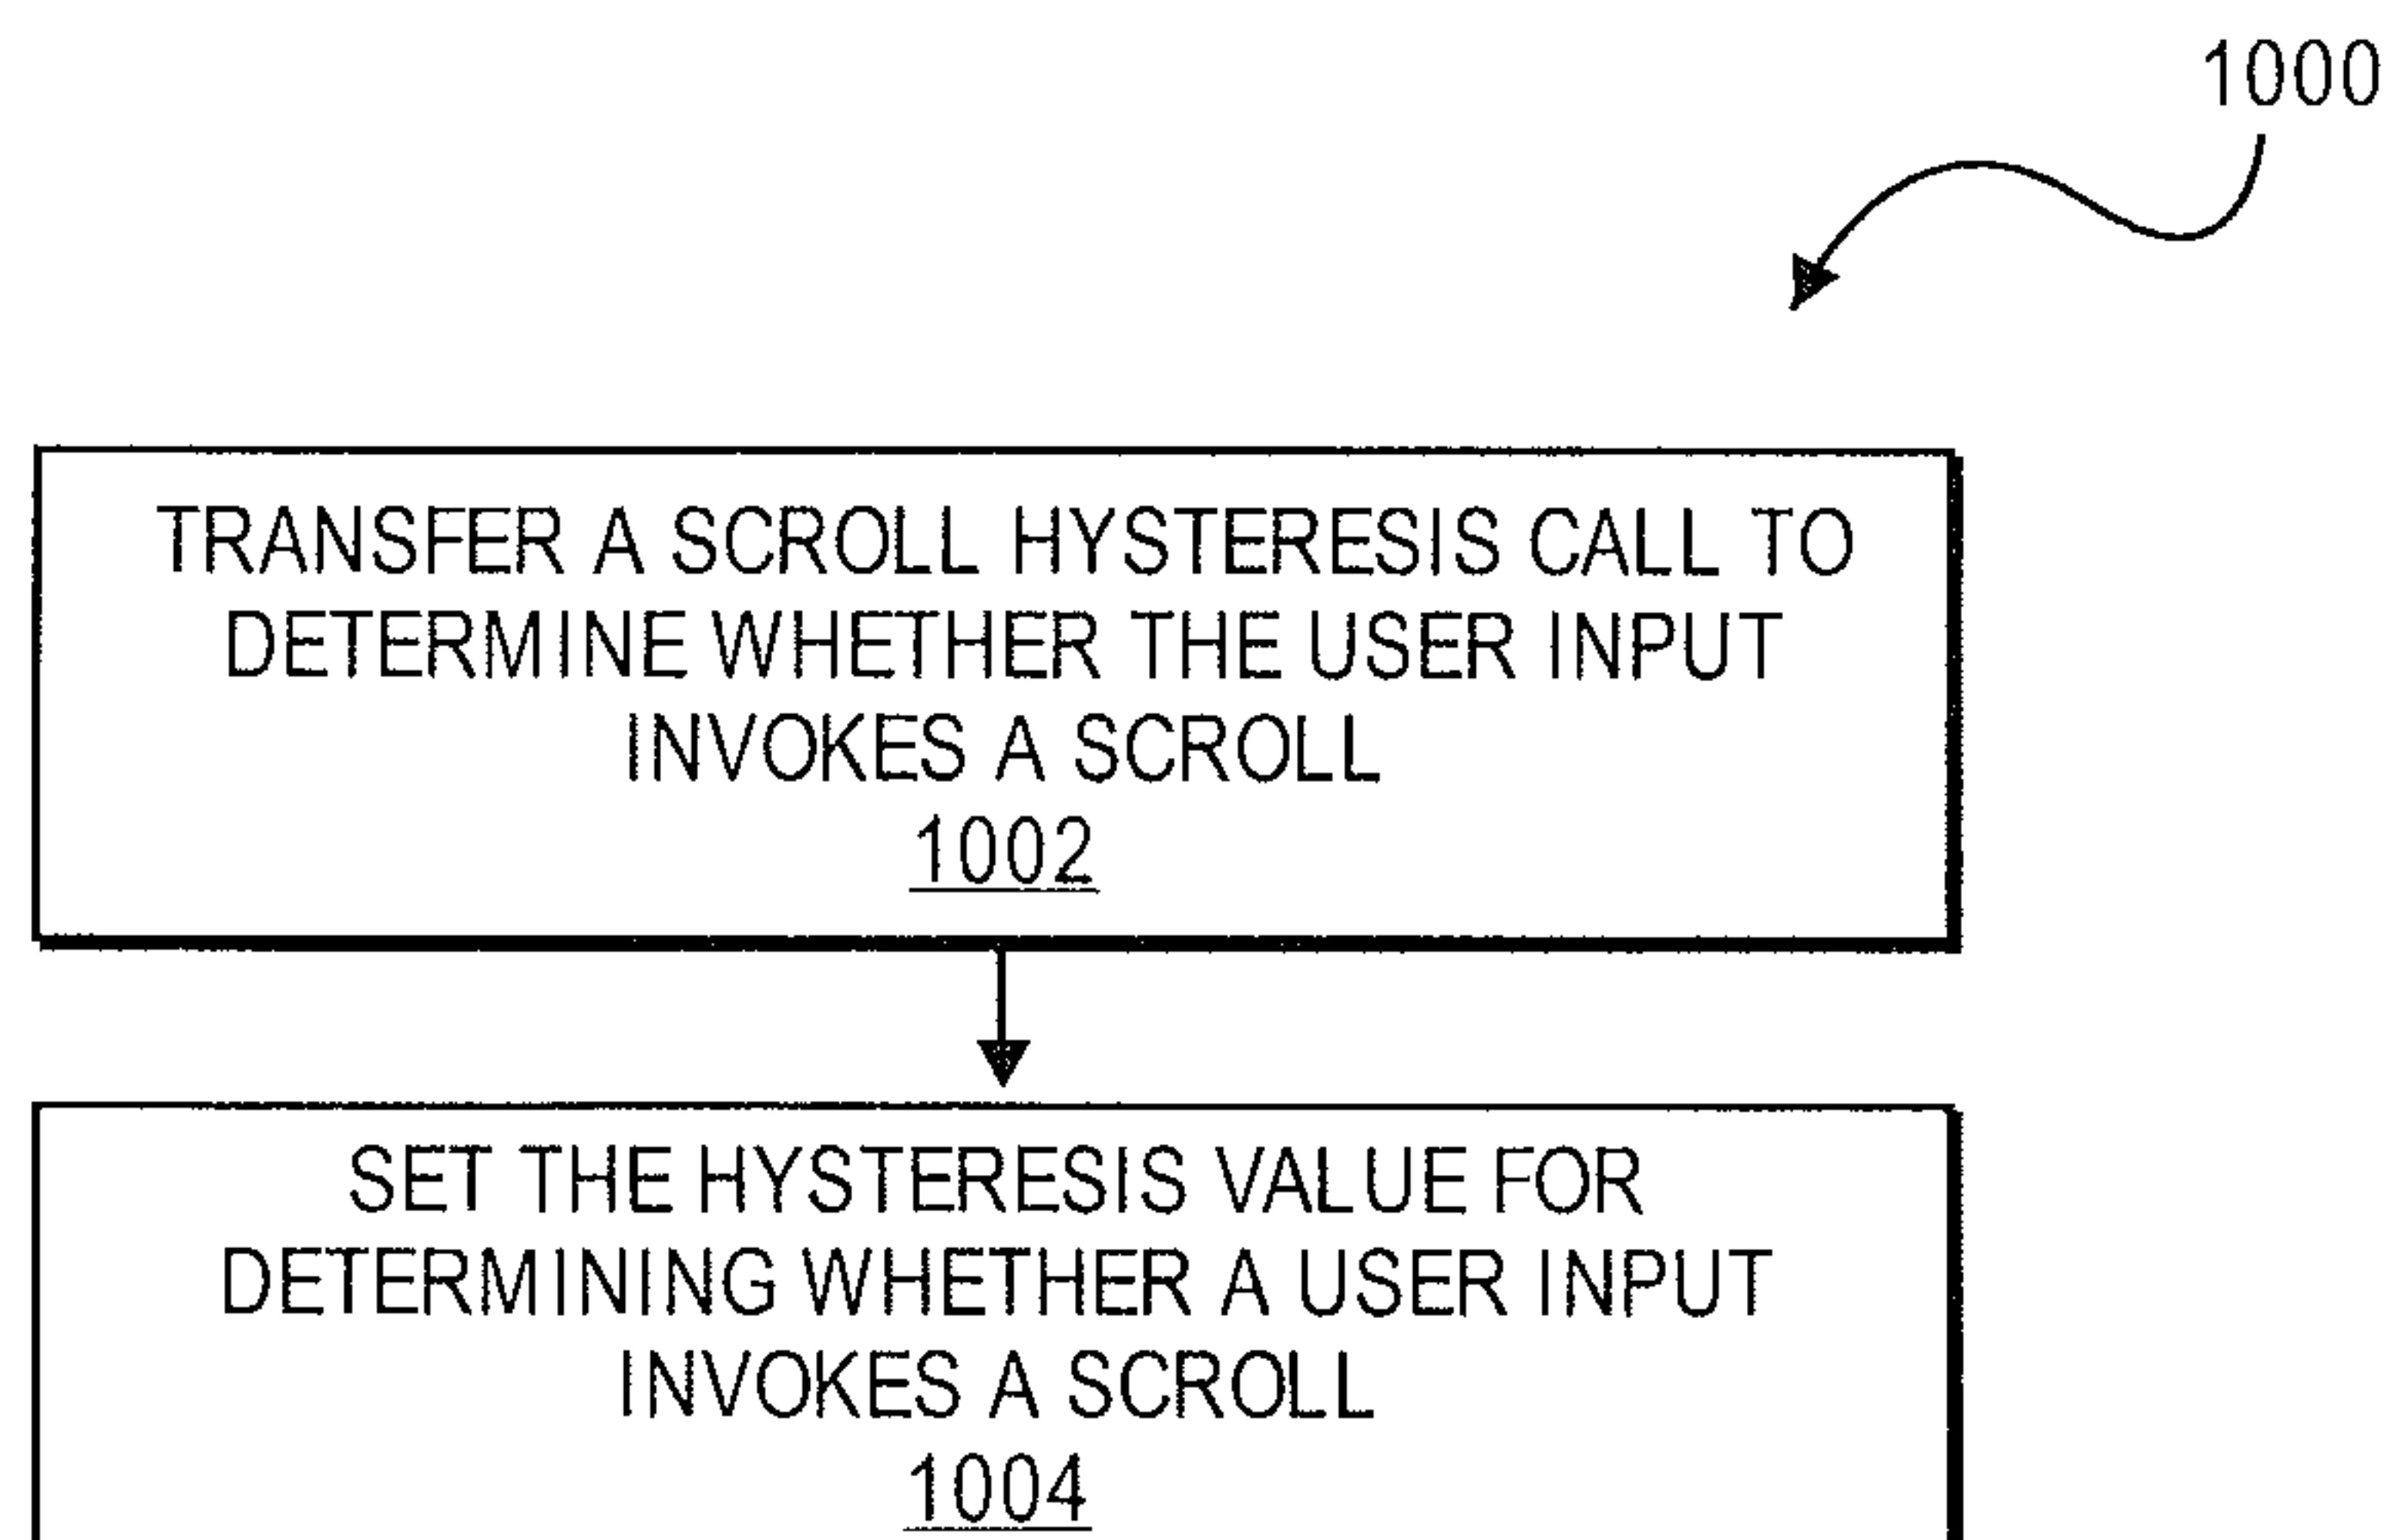 1000
TRANSFER A SCROLL HYSTERESIS CALL TO
DETERMINE WHETHER THE USER INPUT
INVOKES A SCROLL
1002
SET THE HYSTERESIS VALUE FOR
DETERMINING WHETHER A USER INPUT
INVOKES A SCROLL
1004